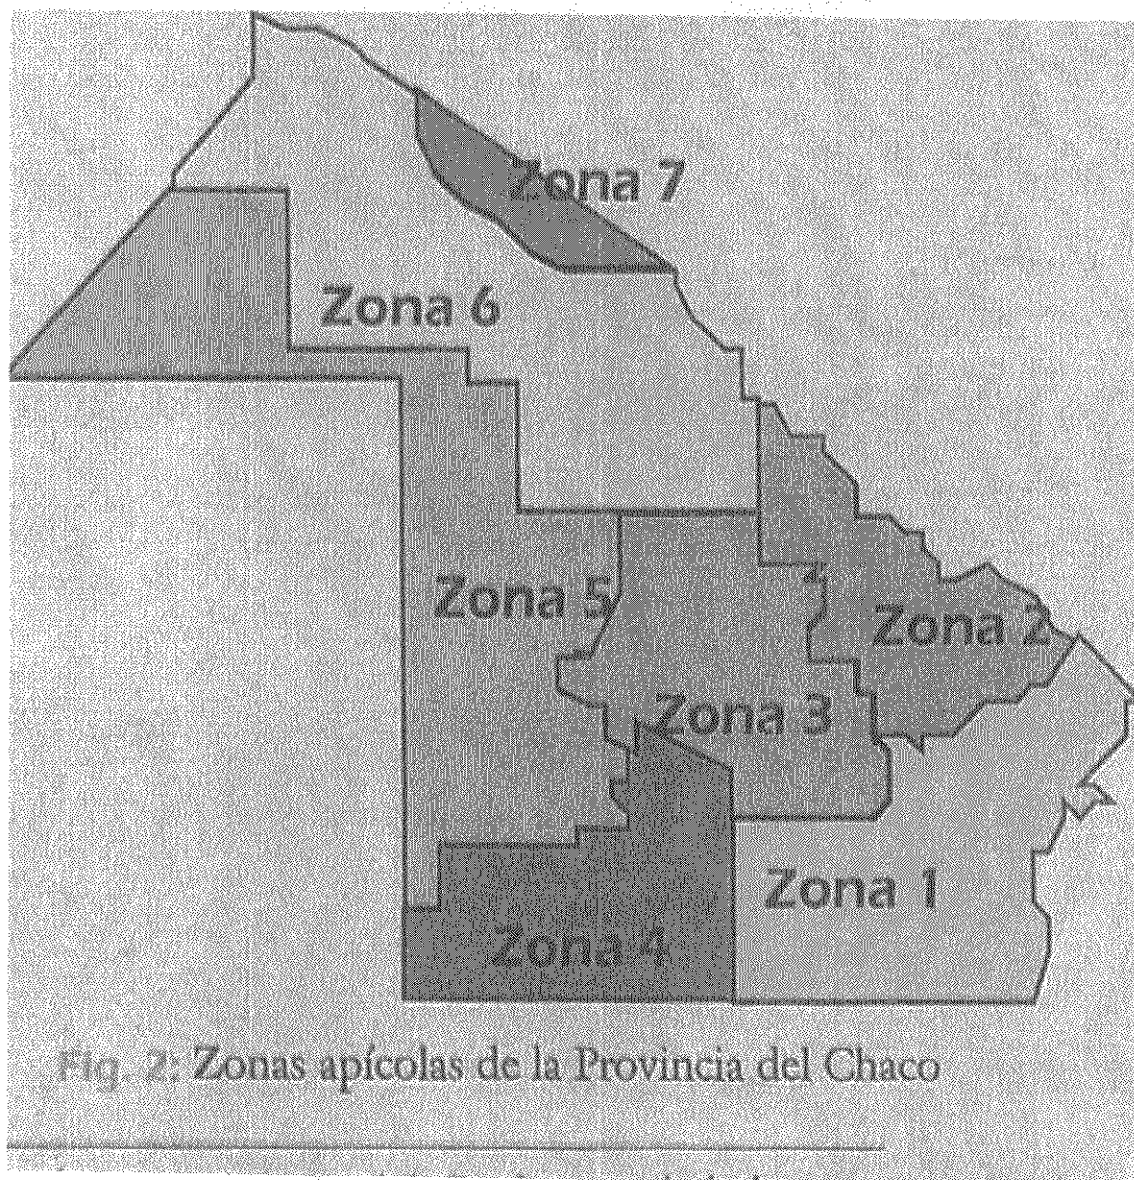 Zona 7
Zona 6
Zona 5
Zona 2
Zona 3
Zona 1
Zona 4
Fig. 2: Zonas apícolas de la Provincia del Chaco